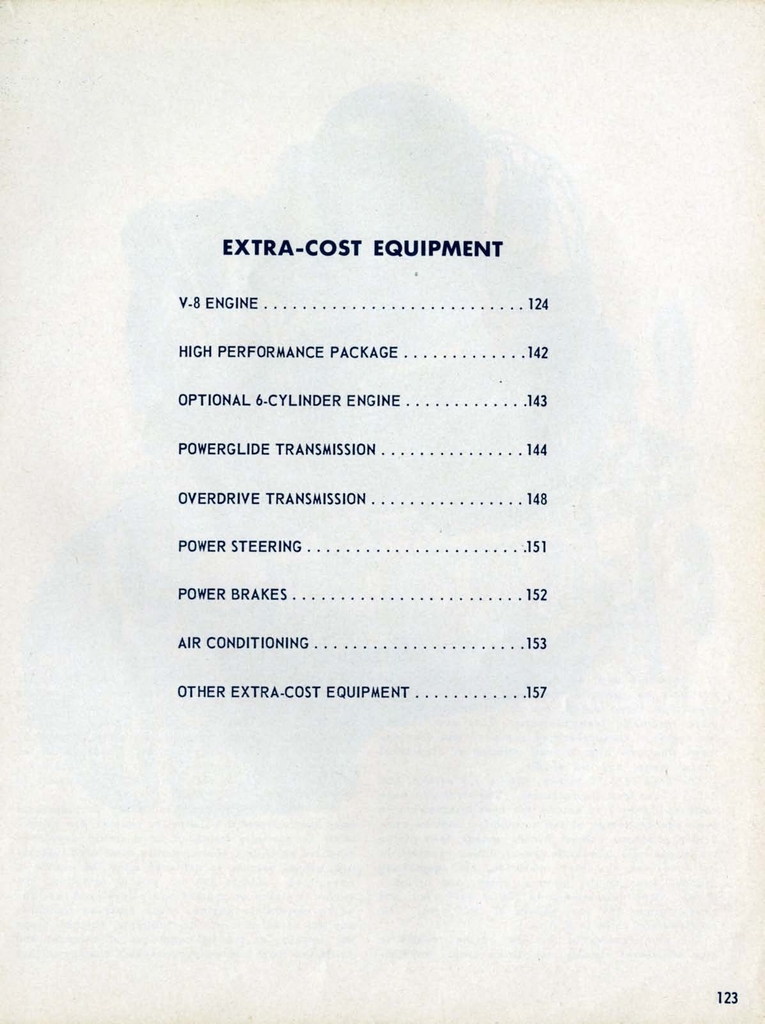 EXTRA-COST EQUIPMENT
V-8 ENGINE . . . . . . . . . . . . . . . . . . . . . . . . . . . 124
HIGH PERFORMANCE PACKAGE . . . . . . . . . . . . . 142
OPTIONAL 6-CYLINDER ENGINE . . . . . . . . . . . . .143
POWERGLIDE TRANSMISSION . . . . . . . . . . . . . . . 144
OVERDRIVE TRANSMISSION . . . . . . . . . . . . . . . . 148
POWER STEERING . . . . . . . . . . . . . . . . . . . . . . .151
POWER BRAKES . . . . . . . . . . . . . . . . . . . . . . . . 152
AIR CONDITIONING . . . . . . . . . . . . . . . . . . . . . . 153
OTHER EXTRA-COST EQUIPMENT . . . . . . . . . . . .157
123